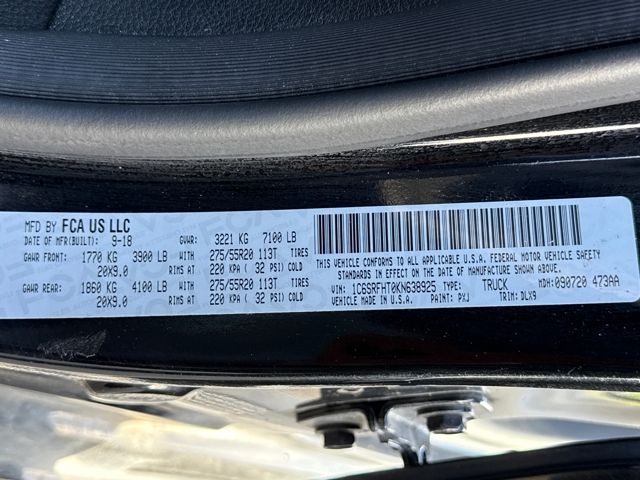 MFD BY FCA US LLC
DATE OF MFR(BUILT): 9-18 GVWR: 3221 KG 7100 LB
GAWR FRONT: 1770 KG 3900 LB WITH 275/55R20 113T TIRES
20X9.0 RIMS AT 220 KPA ( 32 PSI) COLD
GAWR REAR: 1860 KG 4100 LB WITH 275/55R20 113T TIRES
20X9.0 RIMS AT 220 KPA ( 32 PSI) COLD
THIS VEHICLE CONFORMS TO ALL APPLICABLE U.S.A. FEDERAL MOTOR VEHICLE SAFETY
STANDARDS IN EFFECT ON THE DATE OF MANUFACTURE SHOWN ABOVE.
VIN: 1C6SRFHT0KN638925 TYPE: TRUCK MDH: 090720 473AA
VEHICLE MADE IN U.S.A. PAINT: PXJ TRIM: DLX9